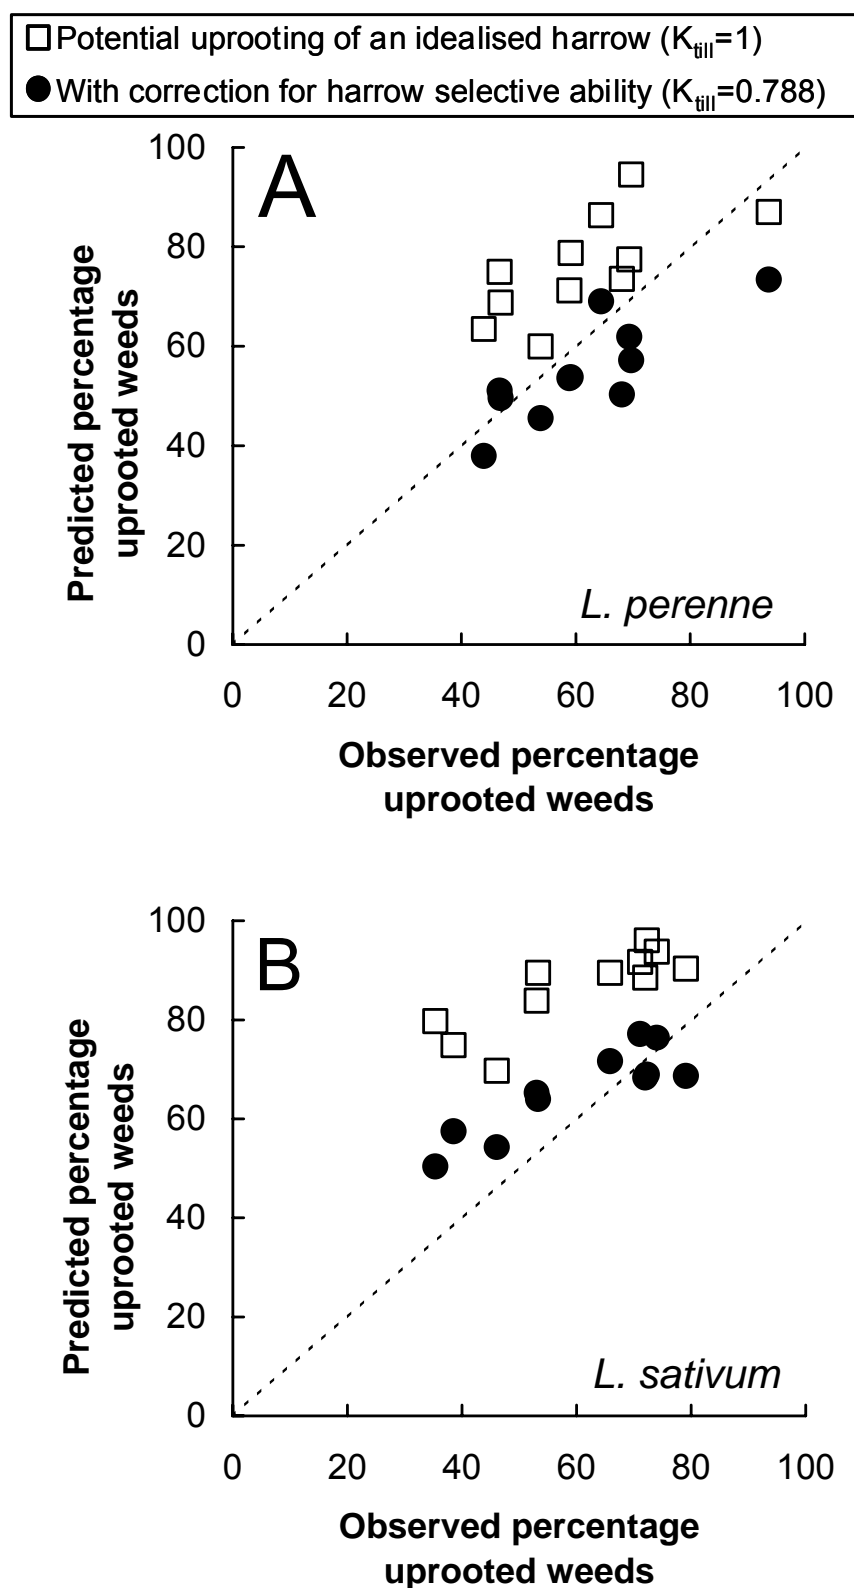 Potential uprooting of an idealised harrow (Ktill=1)
With correction for harrow selective ability (Ktill=0.788)
A
100
80
60
40
20
0
Predicted percentage
uprooted weeds
L. perenne
0 20 40 60 80 100
Observed percentage
uprooted weeds
B
100
80
60
40
20
0
Predicted percentage
uprooted weeds
L. sativum
0 20 40 60 80 100
Observed percentage
uprooted weeds